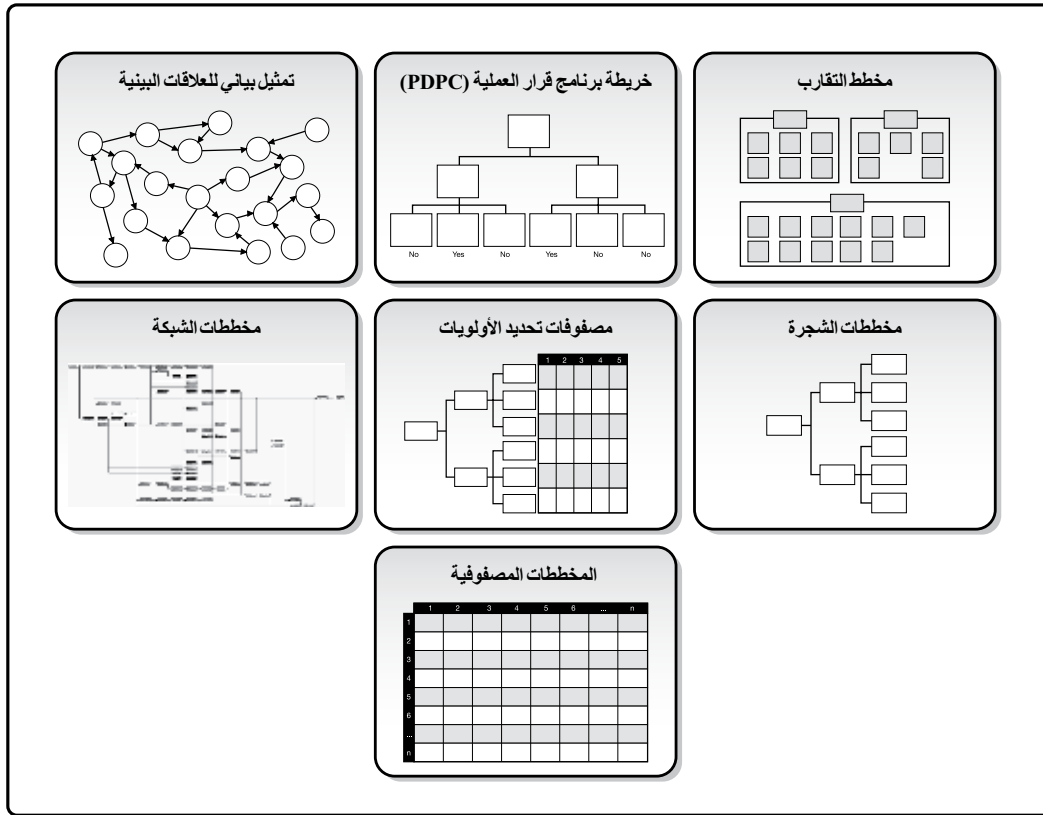 مخطط التقارب
خريطة برنامج قرار العملية (PDPC)
No Yes No Yes No No
تمثيل بياني للعلاقات البينية
مخططات الشجرة
مصفوفات تحديد الأولويات
1 2 3 4 5
مخططات الشبكة
المخططات المصفوفية
1 2 3 4 5 6 ... n
1
2
3
4
5
6
...
n